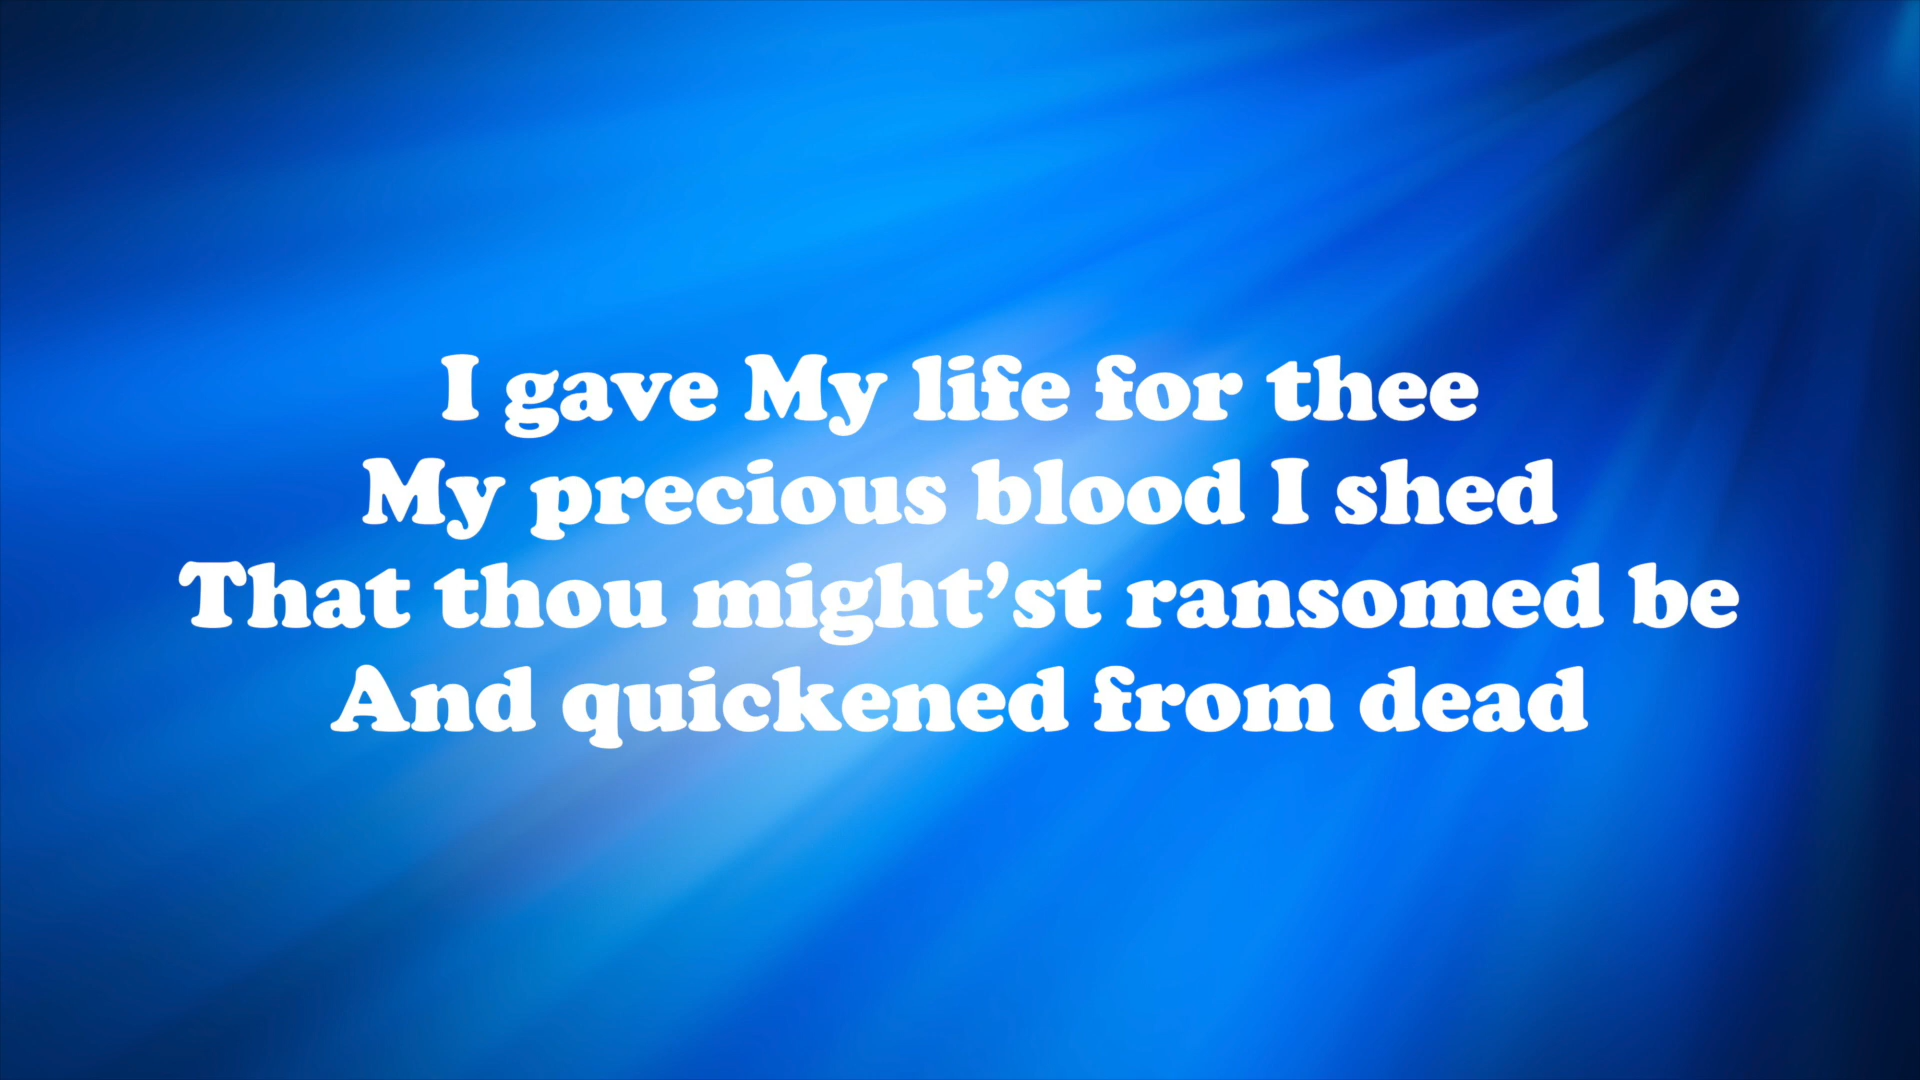 I gave My life for thee
My precious blood I shed
That thou might’st ransomed be
And quickened from dead